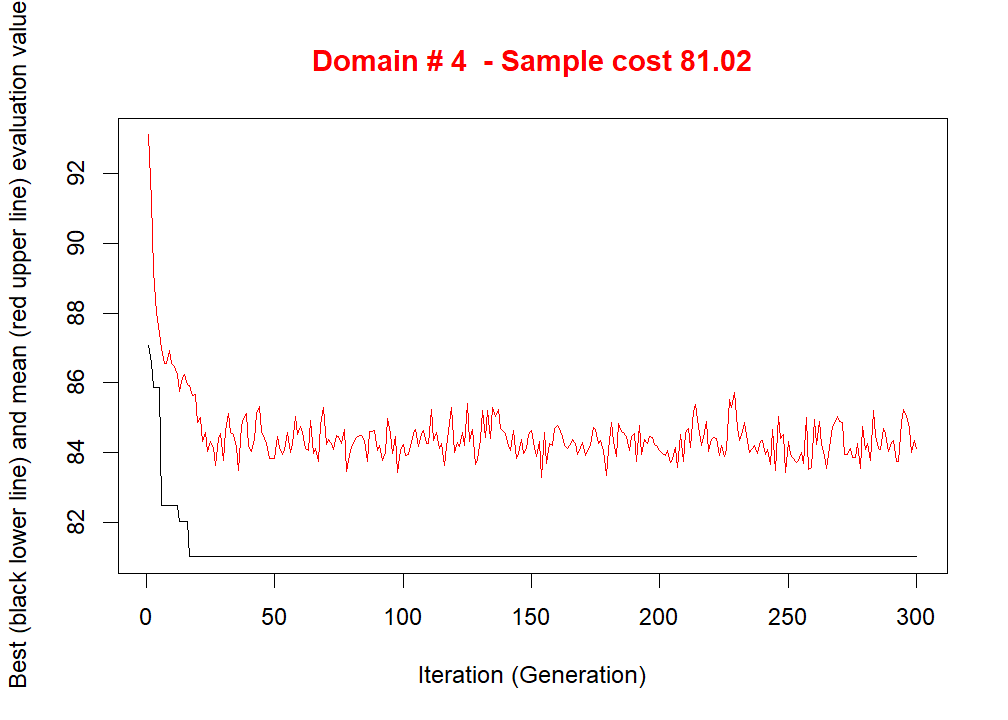 Domain # 4  - Sample cost 81.02
Best (black lower line) and mean (red upper line) evaluation value
92
90
88
86
84
82
0 50 100 150 200 250 300
Iteration (Generation)